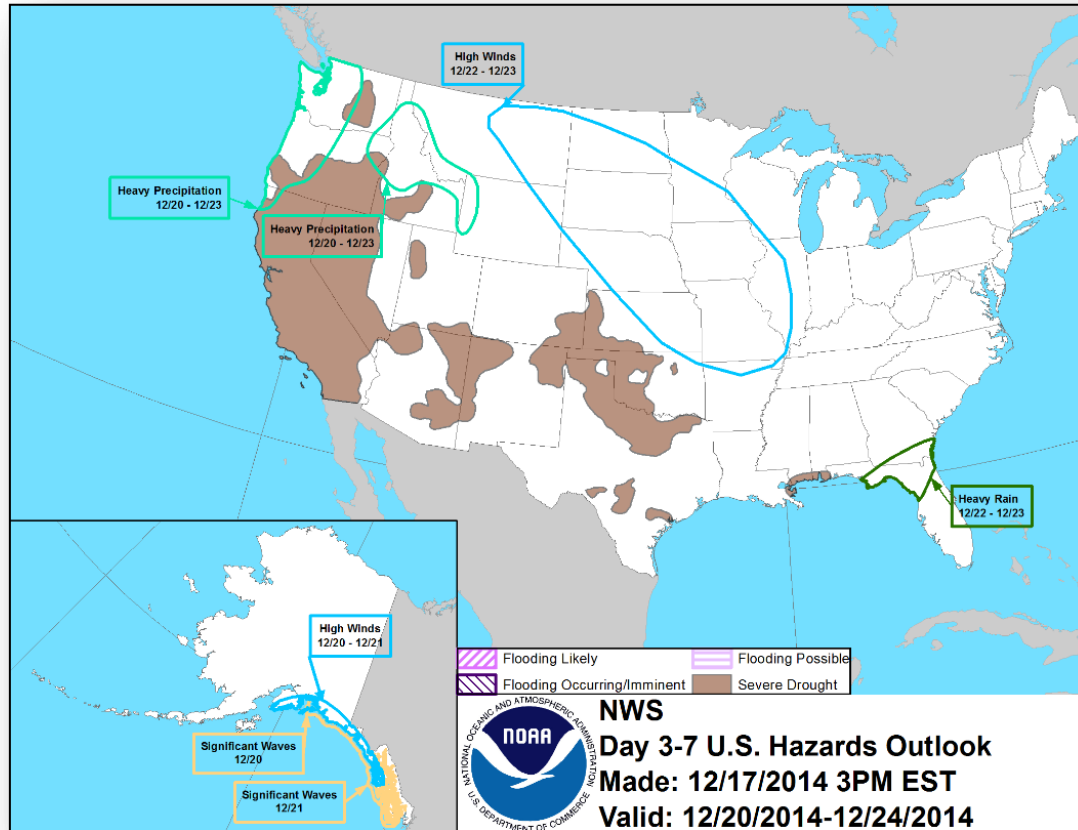 High Winds
12/22 - 12/23
Heavy Precipitation
12/20 - 12/23
Heavy Precipitation
12/20 - 12/23
Heavy Rain
12/22 - 12/23
High Winds
12/20 - 12/21
Significant Waves
12/20
Significant Waves
12/21
Flooding Likely
Flooding Possible
Flooding Occurring/Imminent
Severe Drought
NATIONAL OCEANIC AND ATMOSPHERIC ADMINISTRATION
NOAA
U.S. DEPARTMENT OF COMMERCE
NWS
Day 3-7 U.S. Hazards Outlook
Made: 12/17/2014 3PM EST
Valid: 12/20/2014-12/24/2014